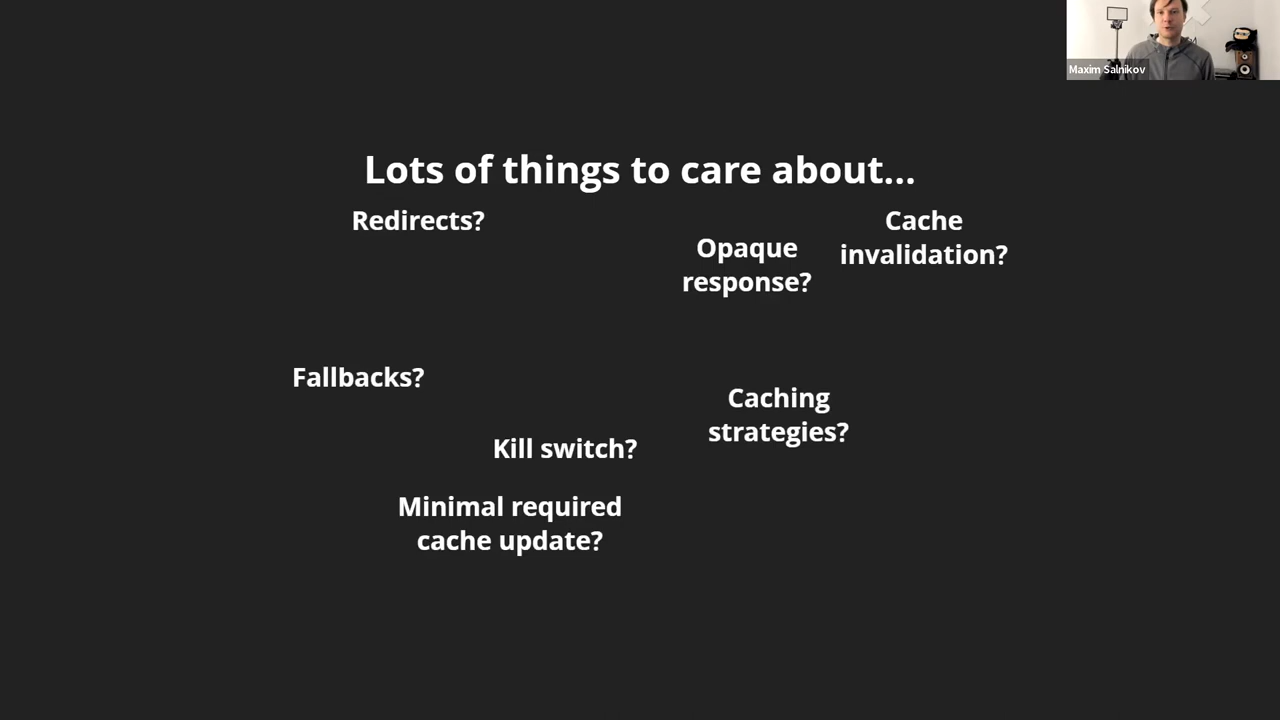 Maxim Salnikov
Lots of things to care about...
Redirects?
Opaque
response?
Cache
invalidation?
Fallbacks?
Caching
strategies?
Kill switch?
Minimal required
cache update?